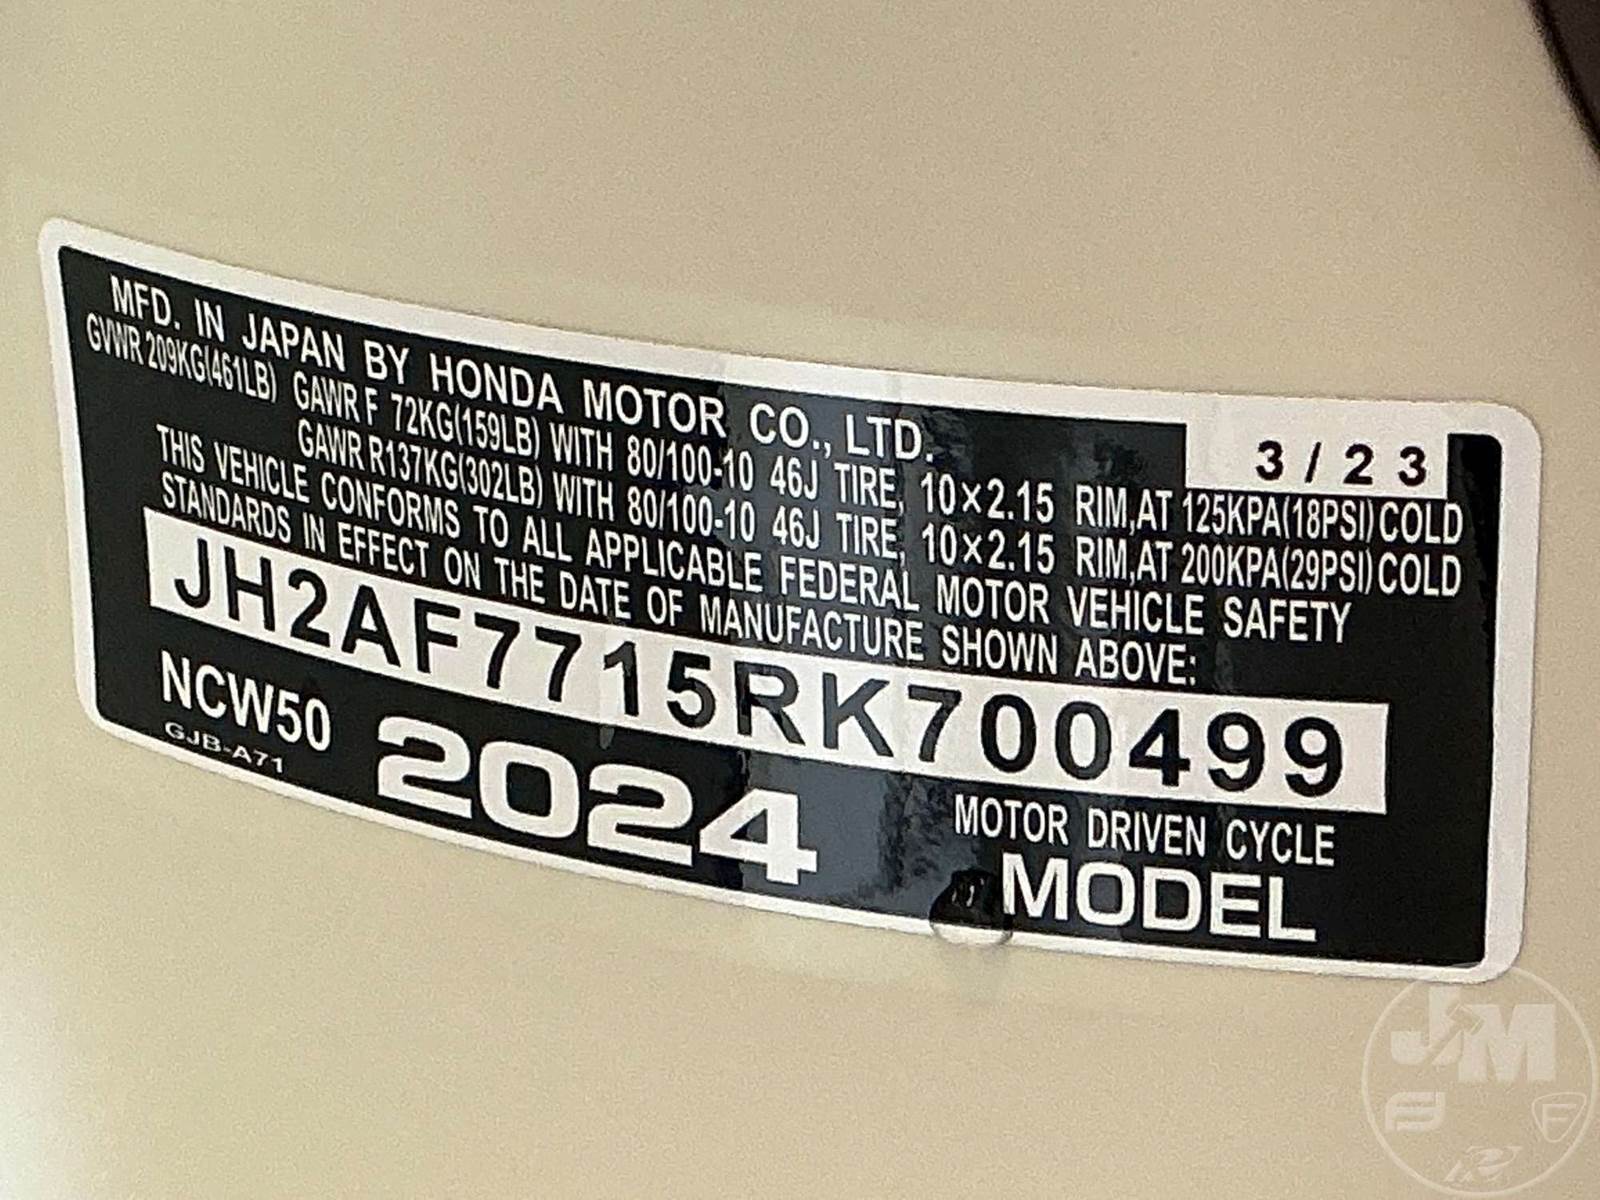 MFD. IN JAPAN BY HONDA MOTOR CO., LTD.
3/23
GVWR 209KG(461LB) GAWR F 72KG(159LB) WITH 80/100-10 46J TIRE, 10×2.15 RIM,AT 125KPA(18PSI)COLD
GAWR R137KG(302LB) WITH 80/100-10 46J TIRE, 10×2.15 RIM,AT 200KPA(29PSI)COLD
THIS VEHICLE CONFORMS TO ALL APPLICABLE FEDERAL MOTOR VEHICLE SAFETY
STANDARDS IN EFFECT ON THE DATE OF MANUFACTURE SHOWN ABOVE:
JH2AF7715RK700499
NCW50
MOTOR DRIVEN CYCLE
GJB-A71
2024 MODEL
JM